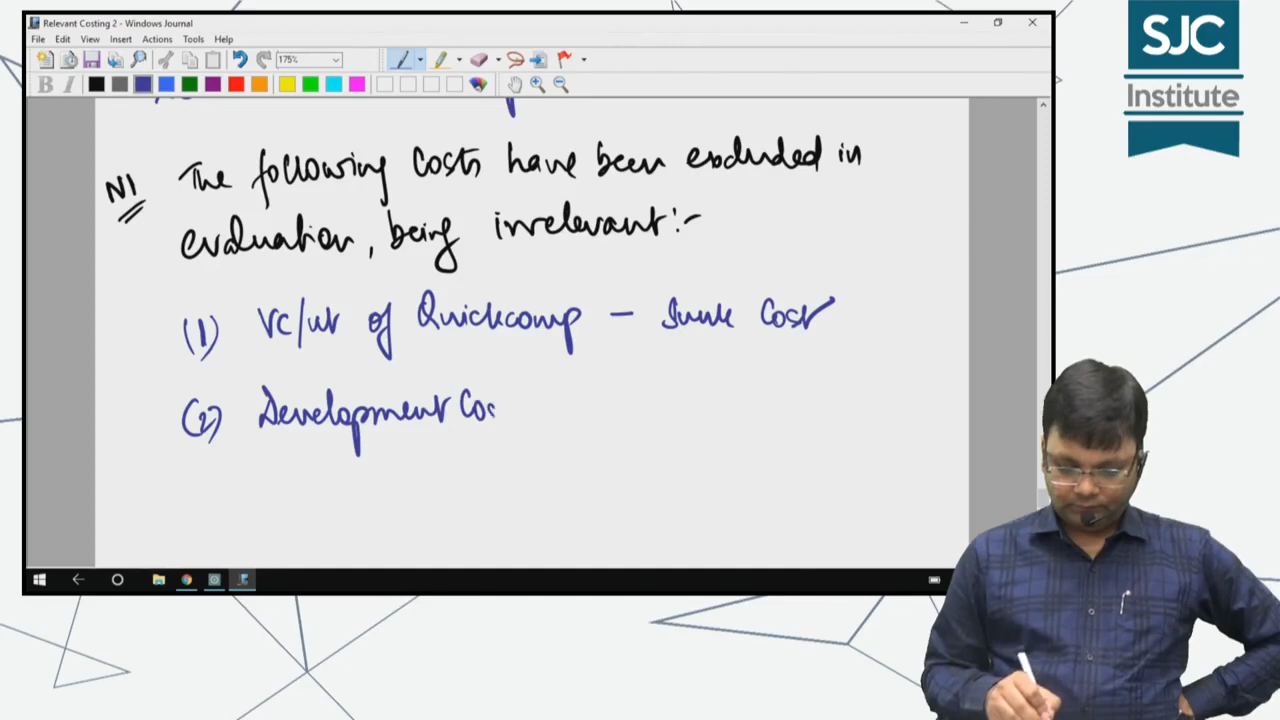 Relevant Costing 2 - Windows Journal
File Edit View Insert Actions Tools Help
175%
B I
N1 The following Costs have been excluded in
evaluation, being irrelevant :-
(1) VC/ut of Quickcomp - Sunk Cost
(2) Development Cos
SJC
Institute